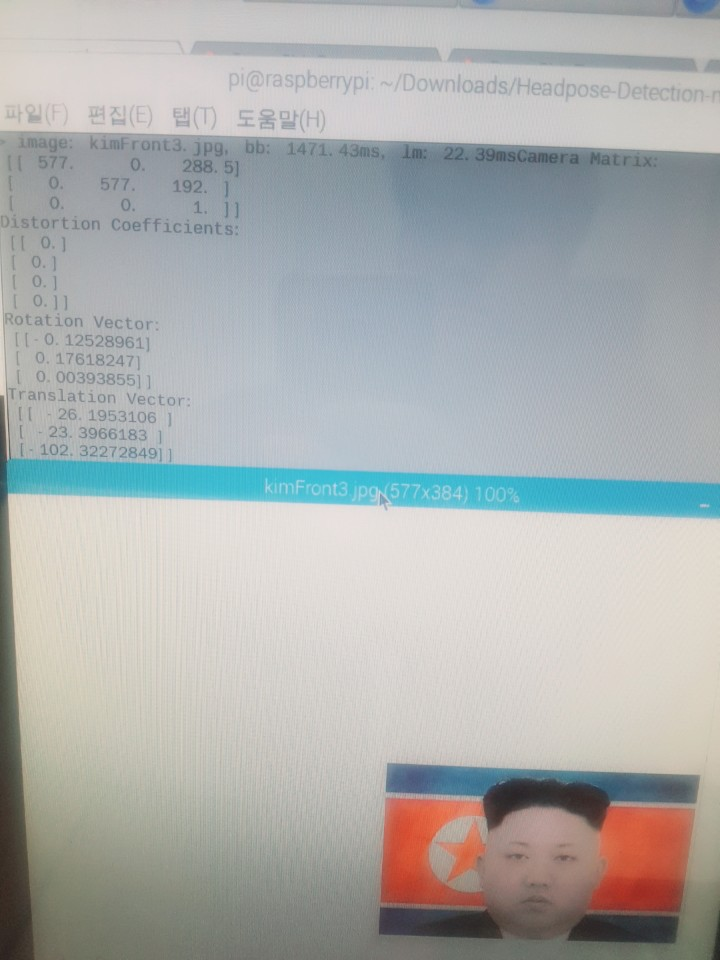 pi@raspberrypi: ~/Downloads/Headpose-Detection-
파일(F) 편집(E) 탭(T) 도움말(H)
image: kimFront3.jpg, bb: 1471.43ms, lm: 22.39msCamera Matrix:
[[ 577. 0. 288.5]
[ 0. 577. 192. ]
[ 0. 0. 1. ]]
Distortion Coefficients:
[[ 0.]
[ 0.]
[ 0.]
[ 0.]]
Rotation Vector:
[[-0.12528961]
[ 0.17618247]
[ 0.00393855]]
Translation Vector:
[[ -26.1953106 ]
[ -23.3966183 ]
[-102.32272849]]
kimFront3.jpg (577x384) 100%